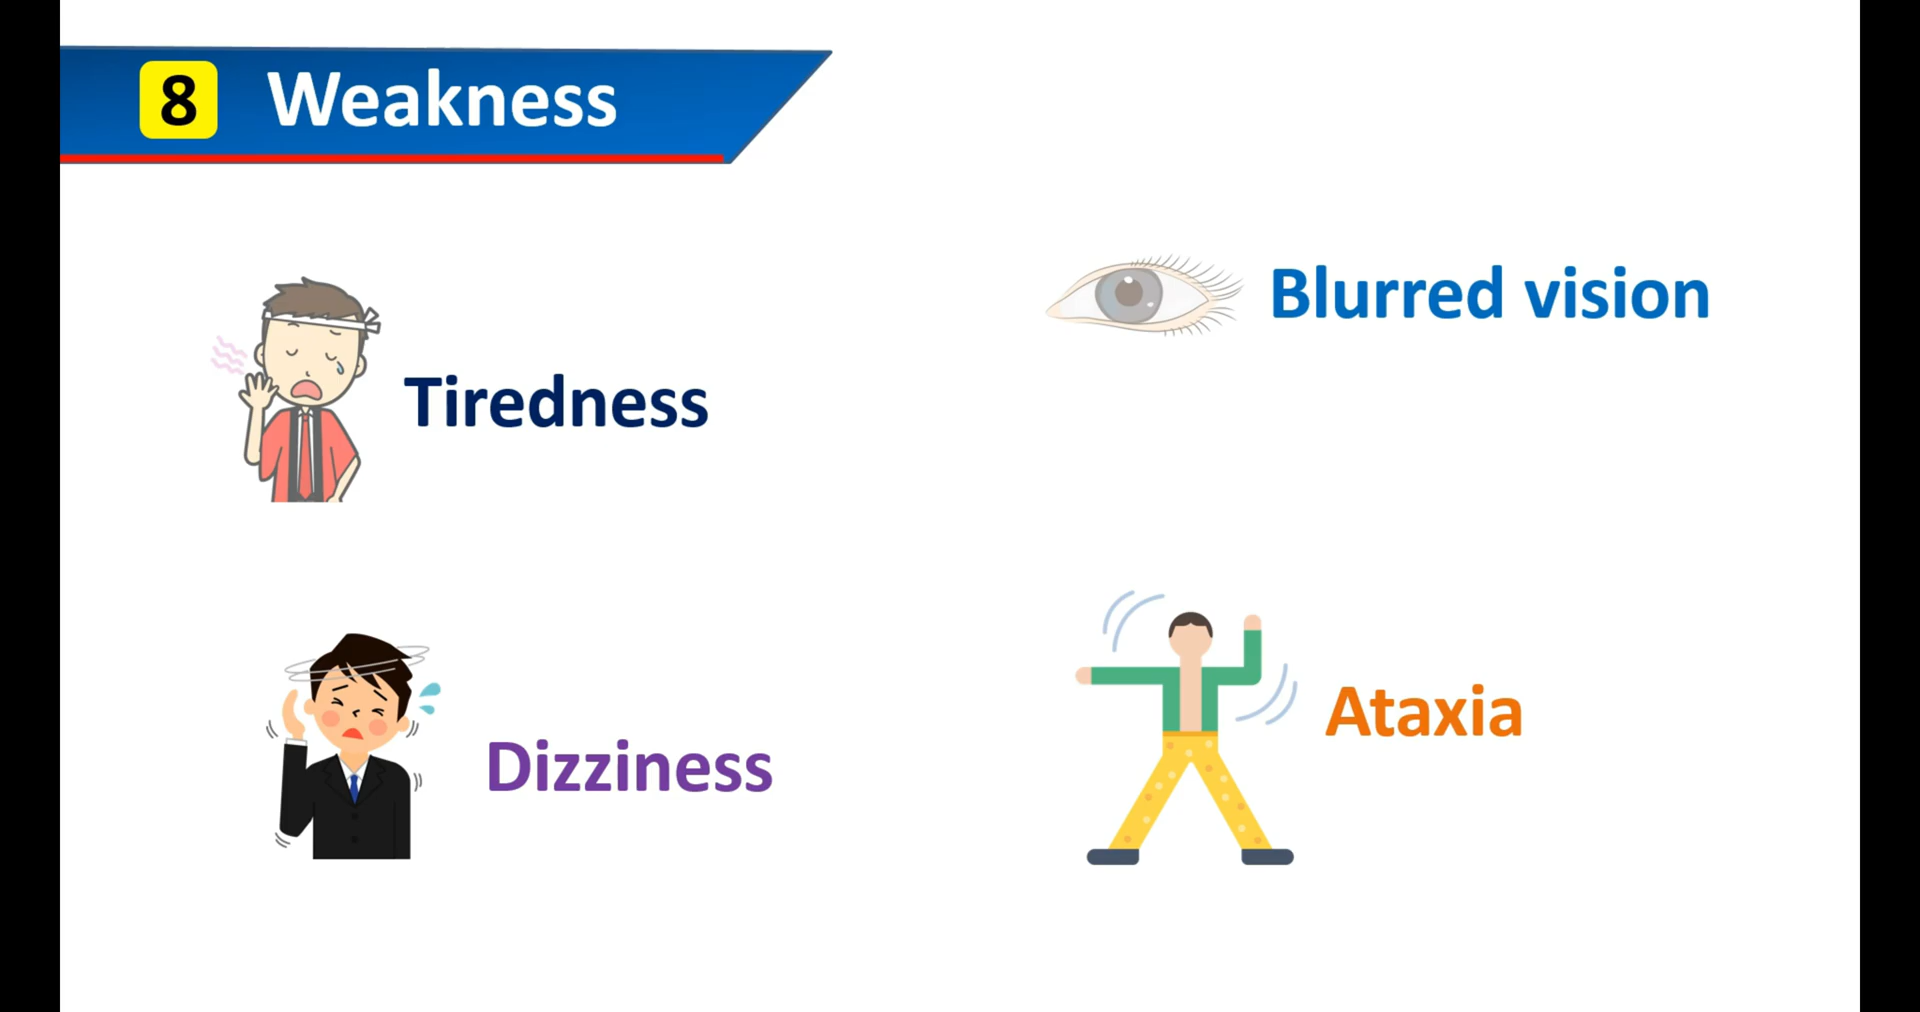 8 Weakness
Tiredness
Blurred vision
Dizziness
Ataxia